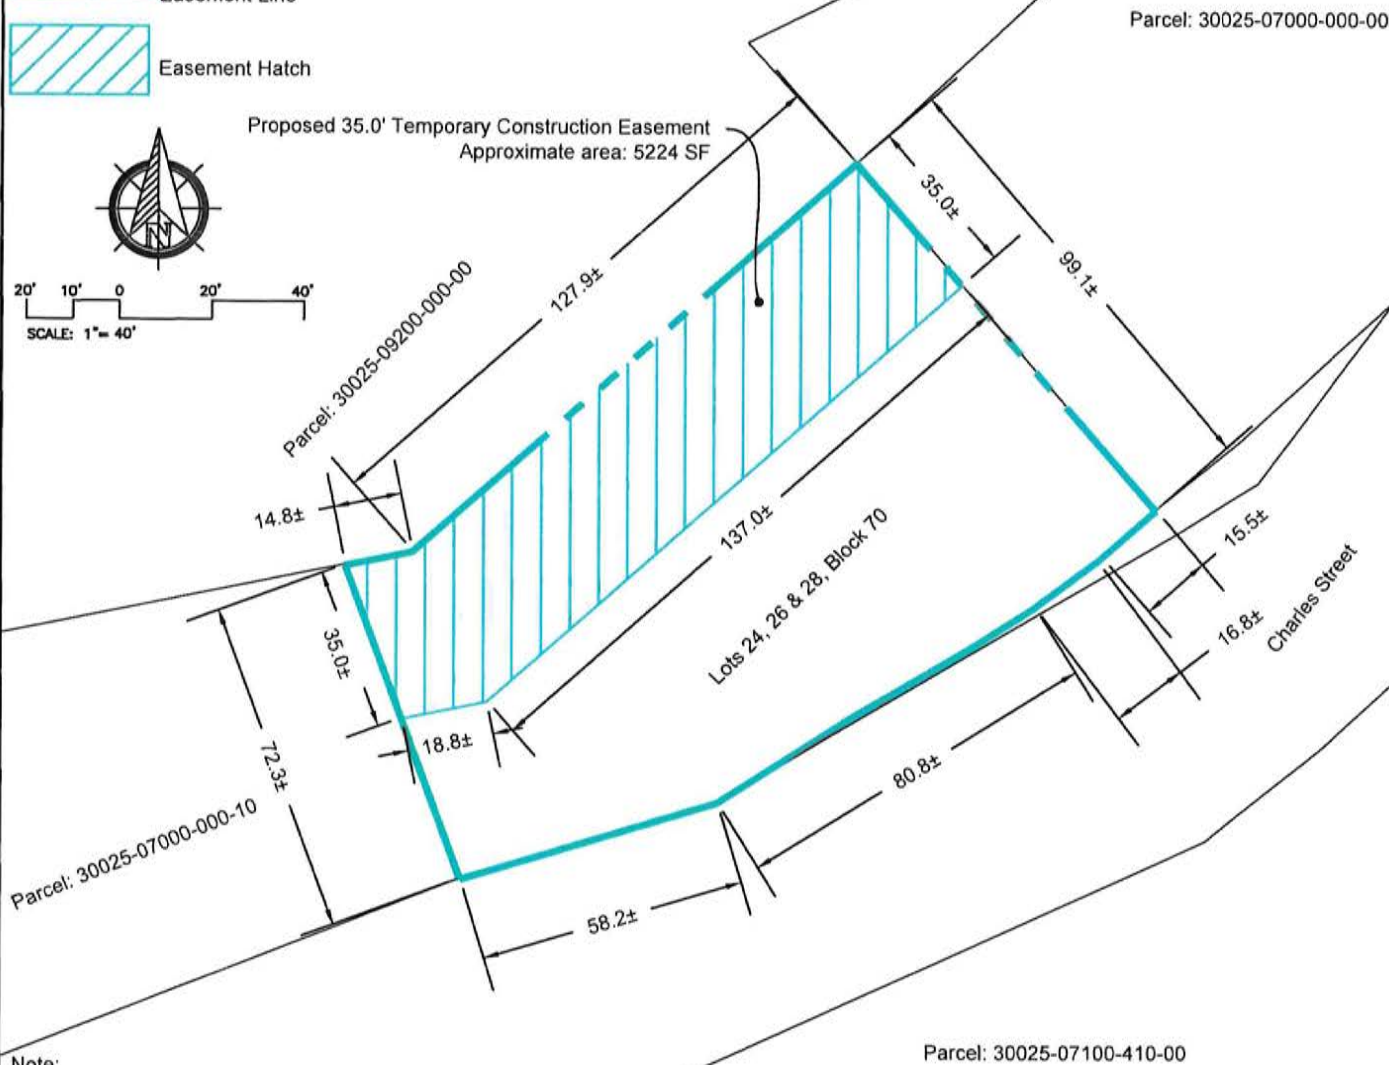 Easement Line
Parcel: 30025-07000-000-00
Easement Hatch
Proposed 35.0' Temporary Construction Easement
Approximate area: 5224 SF
N
20' 10' 0 20' 40'
SCALE: 1"= 40'
Parcel: 30025-09200-000-00
127.9±
35.0±
99.1±
14.8±
137.0±
Lots 24, 26 & 28, Block 70
15.5±
16.8±
Charles Street
35.0±
72.3±
18.8±
80.8±
58.2±
Parcel: 30025-07000-000-10
Parcel: 30025-07100-410-00
Note: